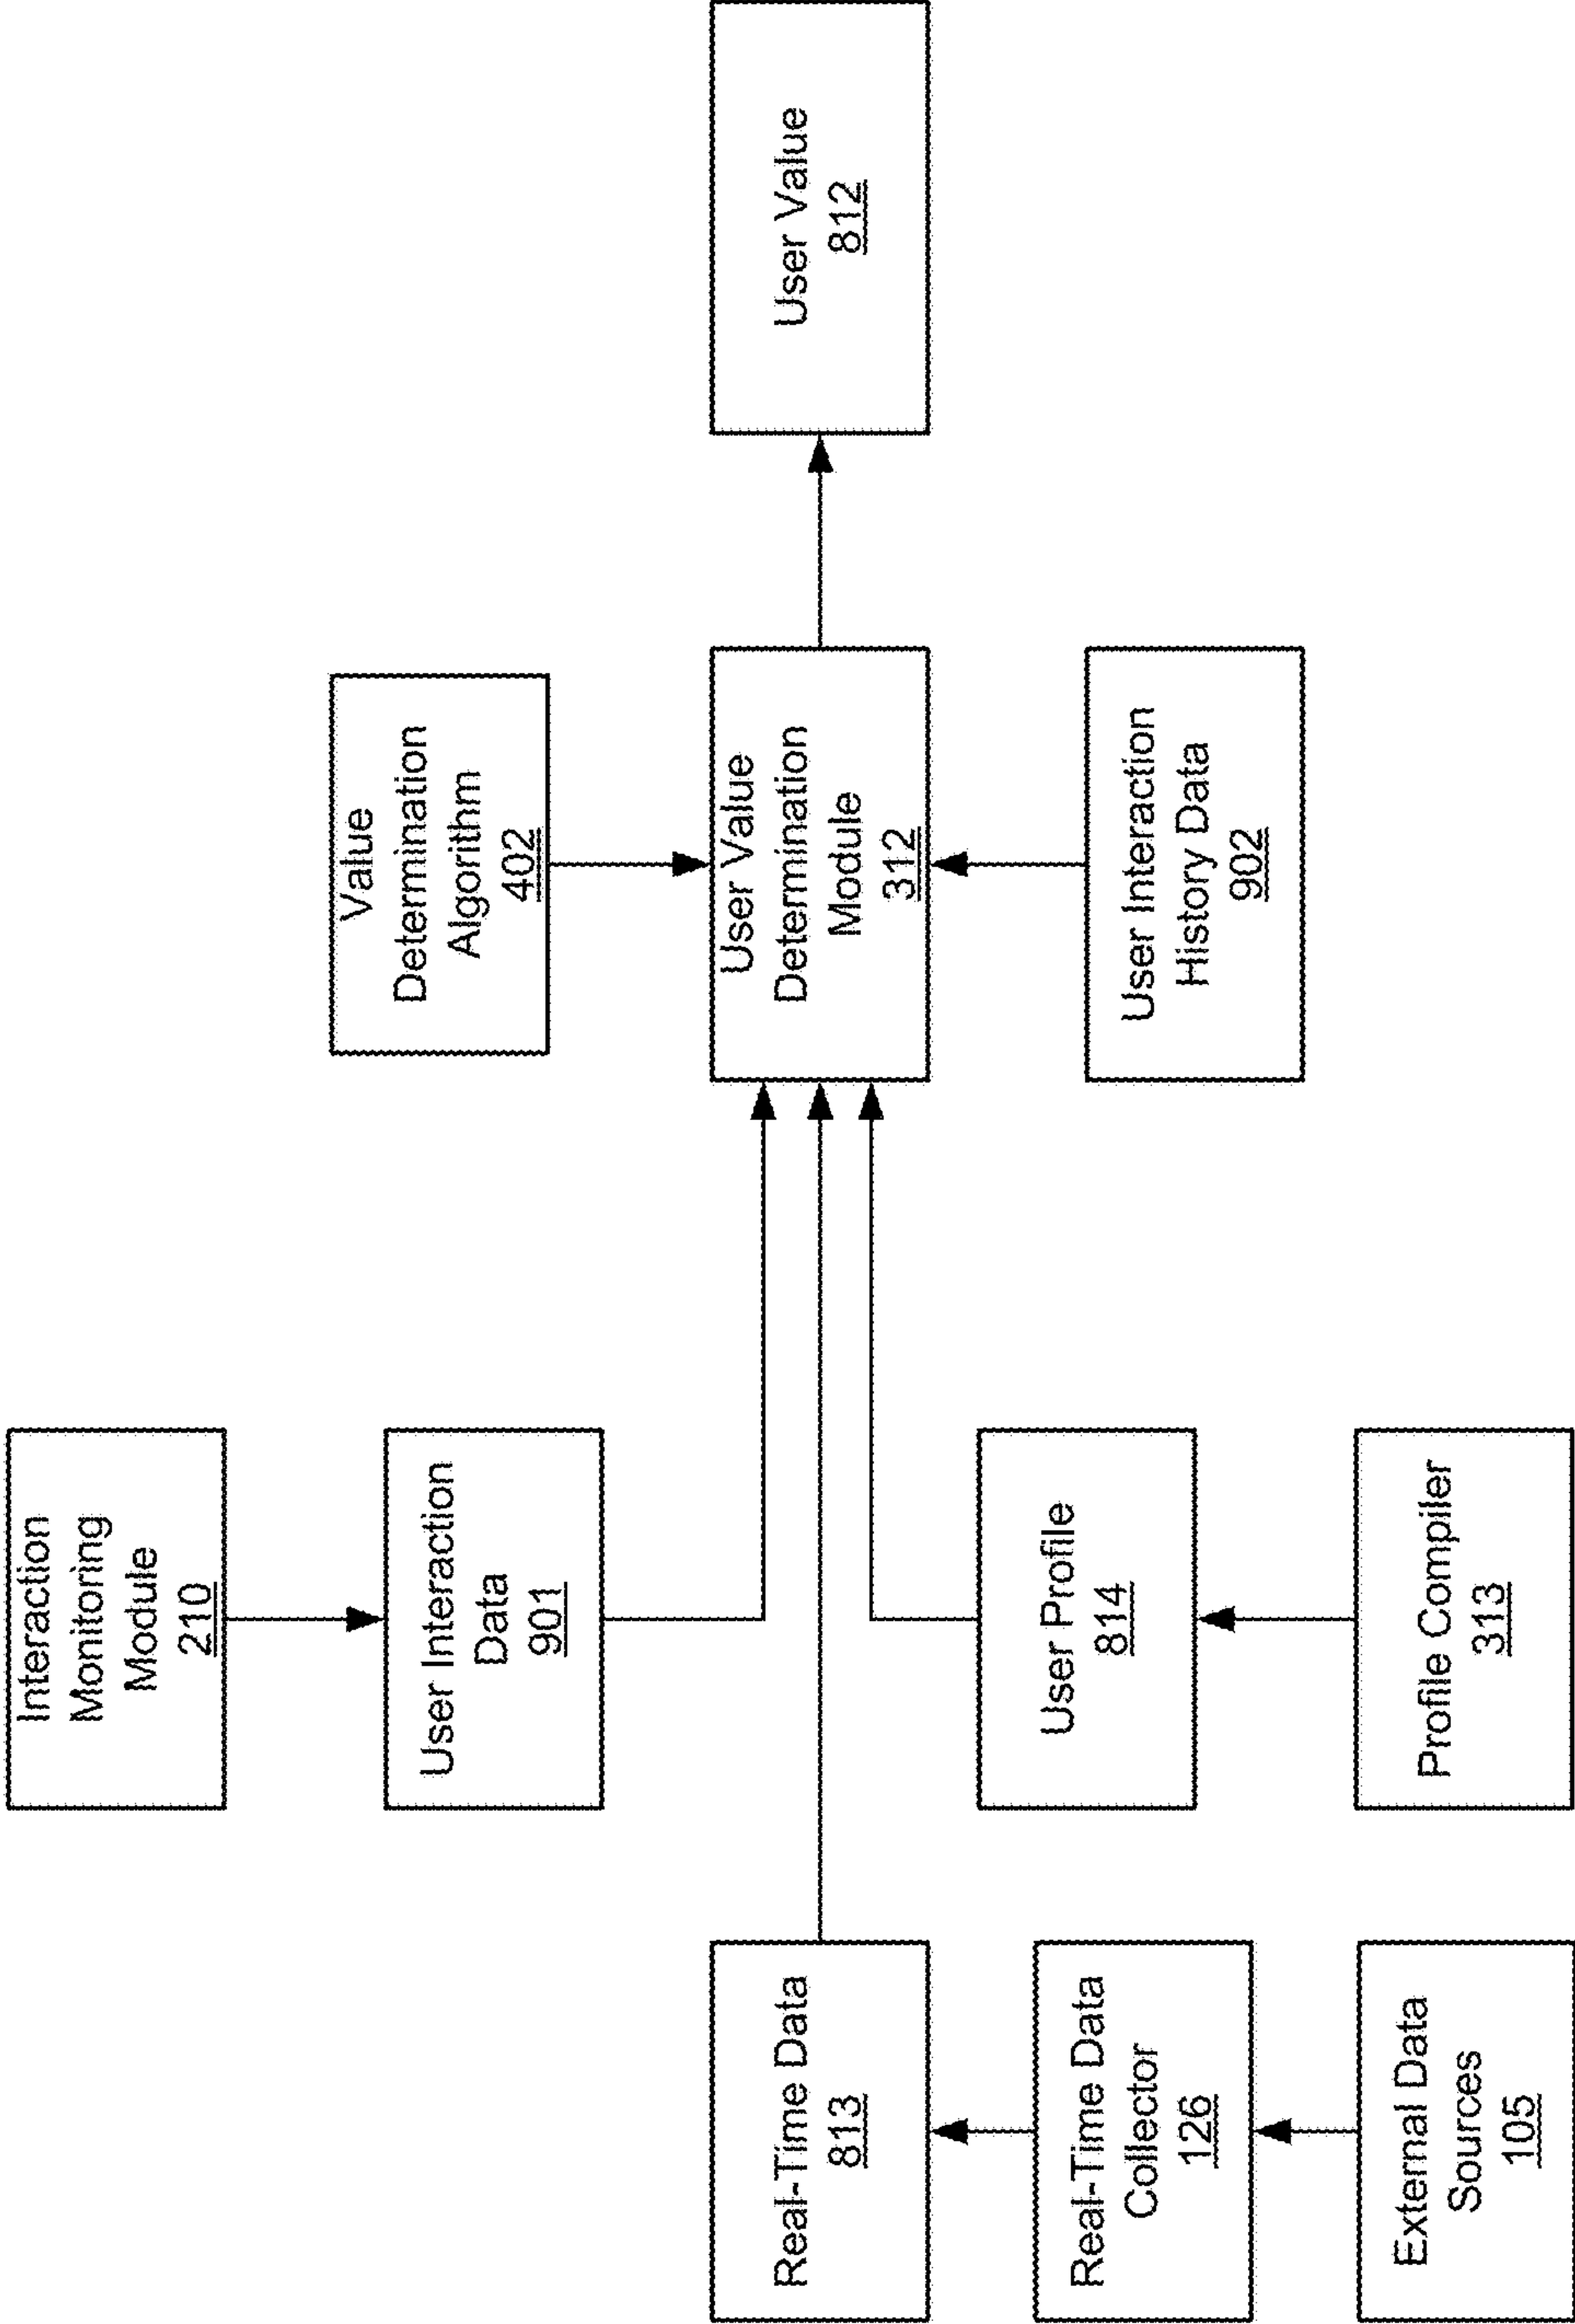 Interaction
Monitoring
Module
210
User Interaction
Data
901
Real-Time Data
813
Real-Time Data
Collector
126
External Data
Sources
105
User Profile
814
Profile Compiler
313
Value
Determination
Algorithm
402
User Value
Determination
Module
312
User Interaction
History Data
902
User Value
812